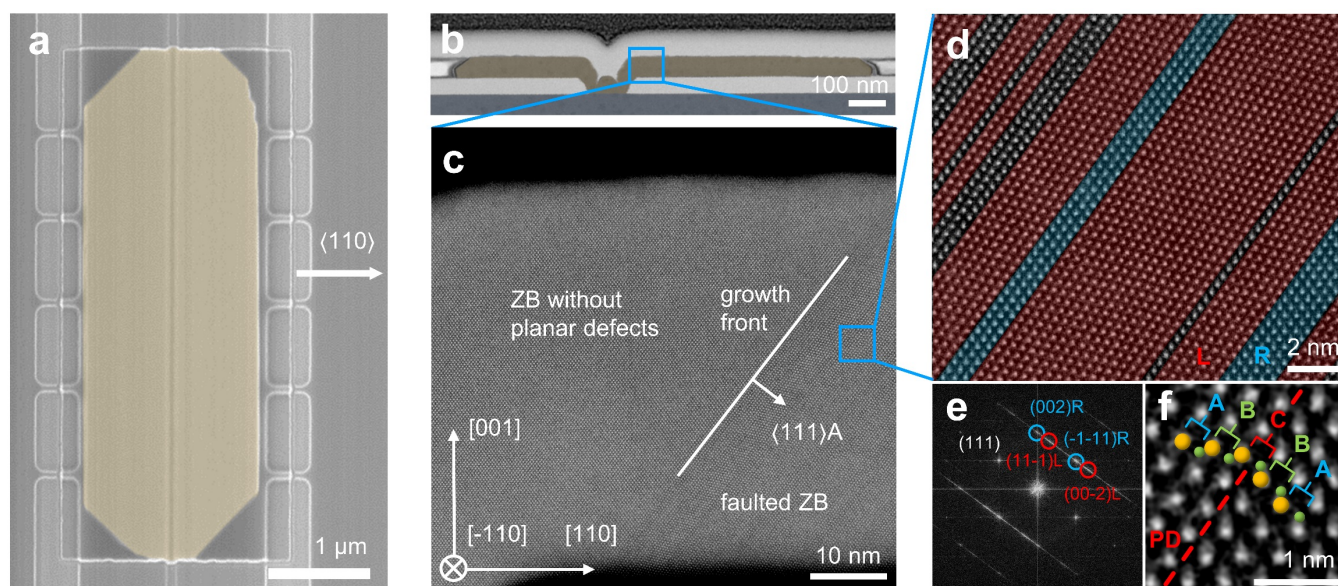 a
⟨110⟩
1 µm
b
100 nm
c
ZB without
planar defects
growth
front
⟨111⟩A
[001]
[-110]
[110]
faulted ZB
10 nm
d
L
R
2 nm
e
(002)R
(111)
(-1-11)R
(11-1)L
(00-2)L
f
A
B
C
B
A
PD
1 nm